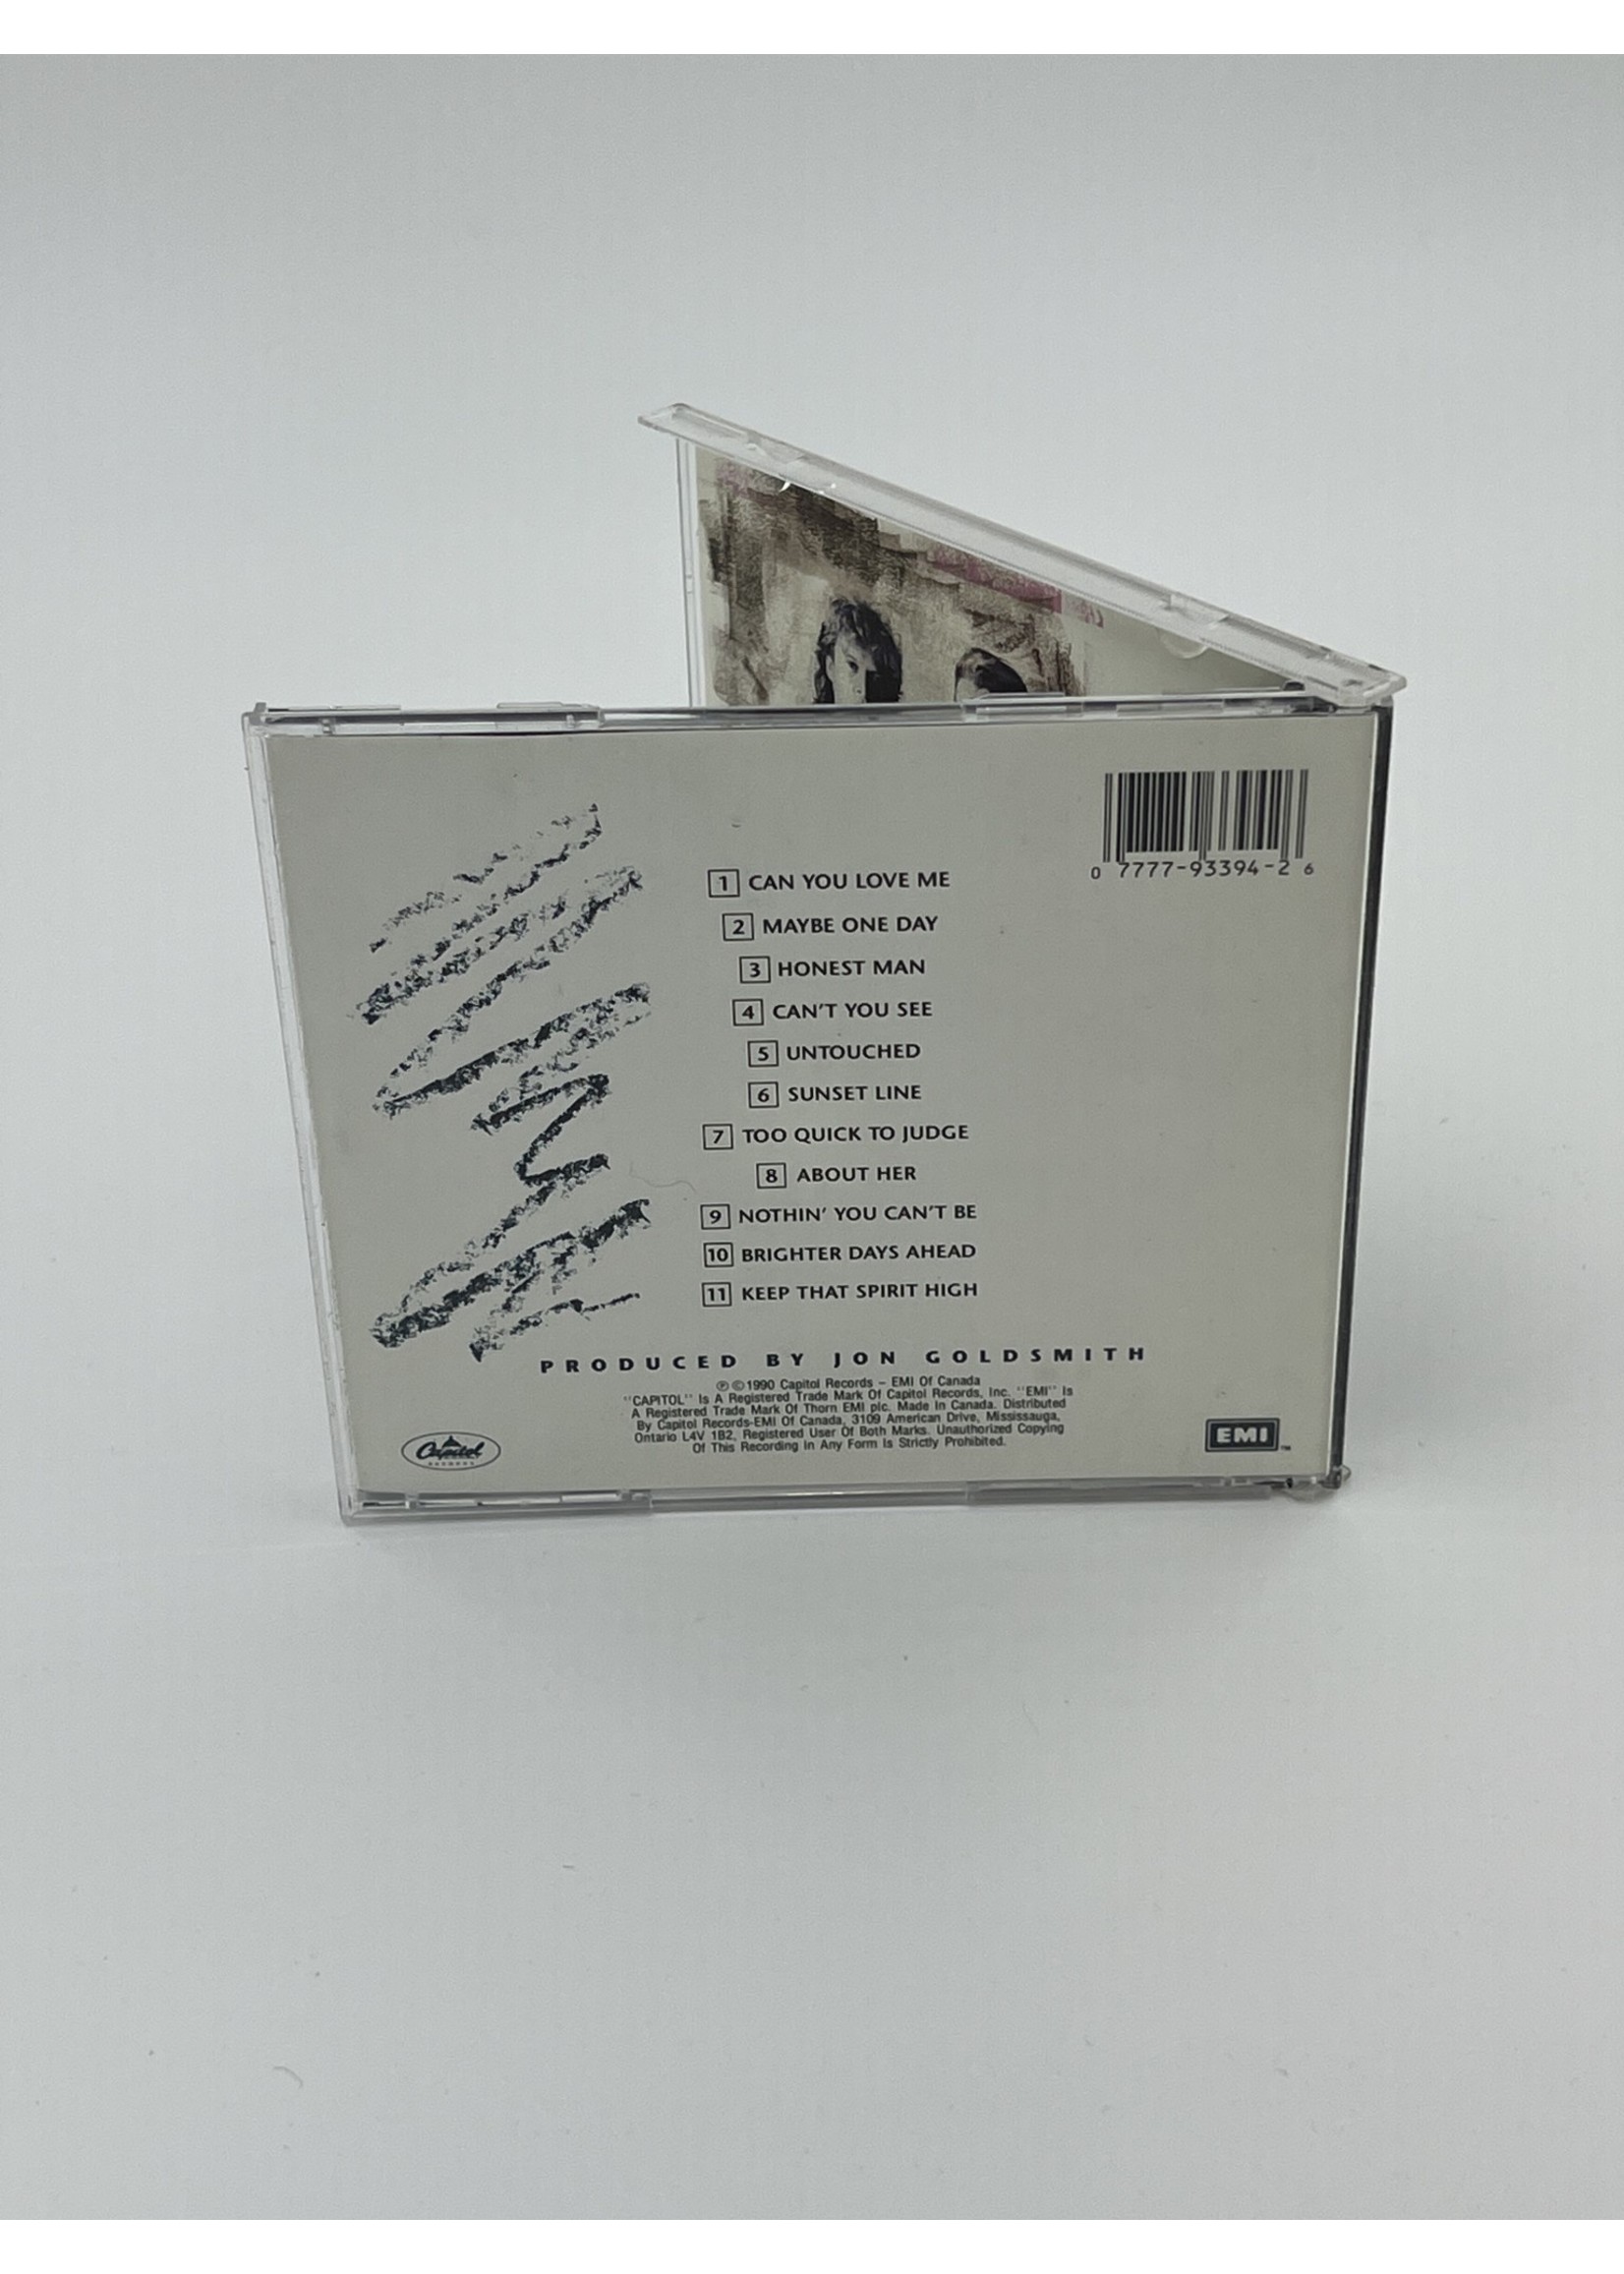 0 7777-93394-2 6
1 CAN YOU LOVE ME
2 MAYBE ONE DAY
3 HONEST MAN
4 CAN'T YOU SEE
5 UNTOUCHED
6 SUNSET LINE
7 TOO QUICK TO JUDGE
8 ABOUT HER
9 NOTHIN' YOU CAN'T BE
10 BRIGHTER DAYS AHEAD
11 KEEP THAT SPIRIT HIGH
PRODUCED BY JON GOLDSMITH
℗ © 1990 Capitol Records – EMI Of Canada
"CAPITOL" Is A Registered Trade Mark Of Capitol Records, Inc. "EMI" Is
A Registered Trade Mark Of Thorn EMI plc. Made In Canada. Distributed
By Capitol Records-EMI Of Canada, 3109 American Drive, Mississauga,
Ontario L4V 1B2, Registered User Of Both Marks. Unauthorized Copying
Of This Recording In Any Form Is Strictly Prohibited.
Capitol
RECORDS
EMI ™